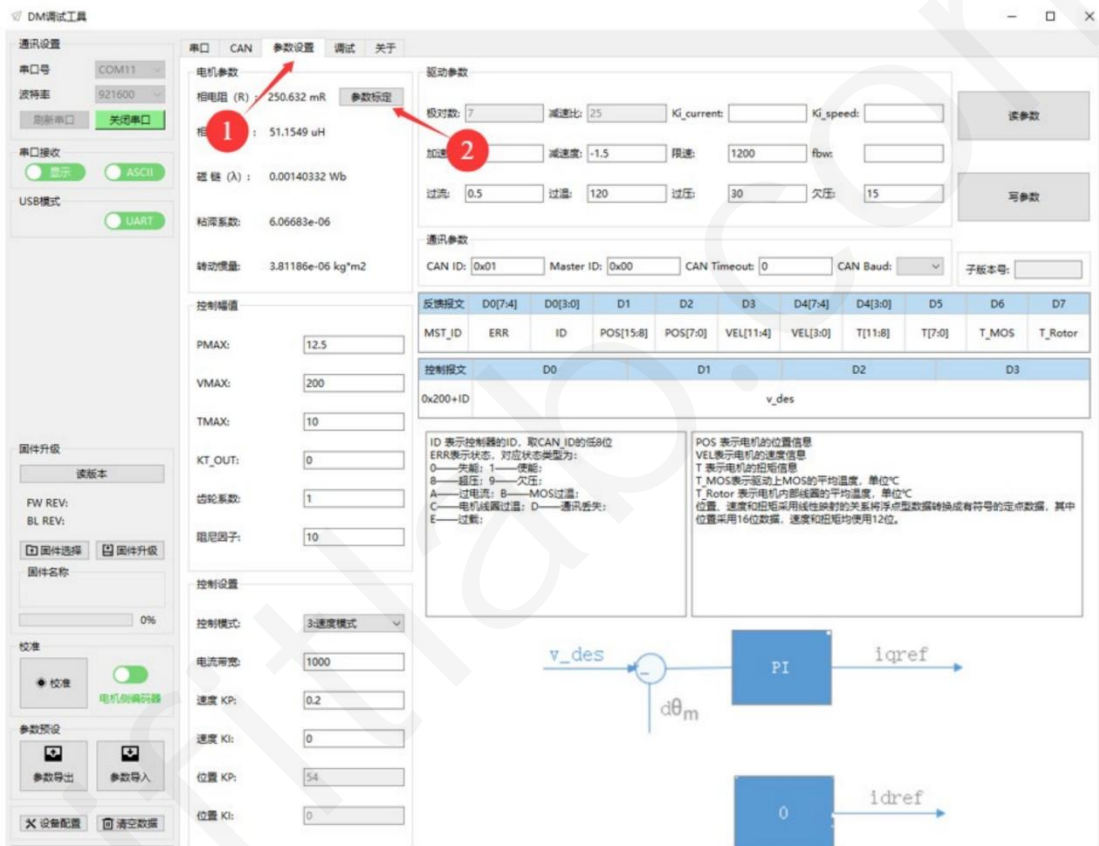 DM调试工具
通讯设置
串口号 COM11
波特率 921600
刷新串口 关闭串口
串口接收
显示 ASCII
USB模式
UART
固件升级
读版本
FW REV:
BL REV:
固件选择 固件升级
固件名称
0%
校准
校准
电机侧编码器
参数预设
参数导出 参数导入
设备配置 清空数据
串口 CAN 参数设置 调试 关于
电机参数
相电阻 (R) : 250.632 mR 参数标定
1
相 : 51.1549 uH
2
磁 链 (λ) : 0.00140332 Wb
粘滞系数: 6.06683e-06
转动惯量: 3.81186e-06 kg*m2
控制幅值
PMAX: 12.5
VMAX: 200
TMAX: 10
KT_OUT: 0
齿轮系数: 1
阻尼因子: 10
控制设置
控制模式: 3:速度模式
电流带宽: 1000
速度 KP: 0.2
速度 KI: 0
位置 KP: 54
位置 KI: 0
驱动参数
极对数: 7 减速比: 25 Ki_current: Ki_speed: 读参数
加速 减速度: -1.5 限速: 1200 fbw:
过流: 0.5 过温: 120 过压: 30 欠压: 15 写参数
通讯参数
CAN ID: 0x01 Master ID: 0x00 CAN Timeout: 0 CAN Baud: 子版本号:
反馈报文 D0[7:4] D0[3:0] D1 D2 D3 D4[7:4] D4[3:0] D5 D6 D7
MST_ID ERR ID POS[15:8] POS[7:0] VEL[11:4] VEL[3:0] T[11:8] T[7:0] T_MOS T_Rotor
控制报文 D0 D1 D2 D3
0x200+ID v_des
ID 表示控制器的ID，取CAN_ID的低8位
ERR表示状态，对应状态类型为：
0——失能；1——使能；
8——超压；9——欠压；
A——过电流；B——MOS过温；
C——电机线圈过温；D——通讯丢失；
E——过载；
POS 表示电机的位置信息
VEL表示电机的速度信息
T 表示电机的扭矩信息
T_MOS表示驱动上MOS的平均温度，单位℃
T_Rotor 表示电机内部线圈的平均温度，单位℃
位置、速度和扭矩采用线性映射的关系将浮点型数据转换成有符号的定点数据，其中
位置采用16位数据，速度和扭矩均使用12位。
v_des PI iqref
dθm
0 idref